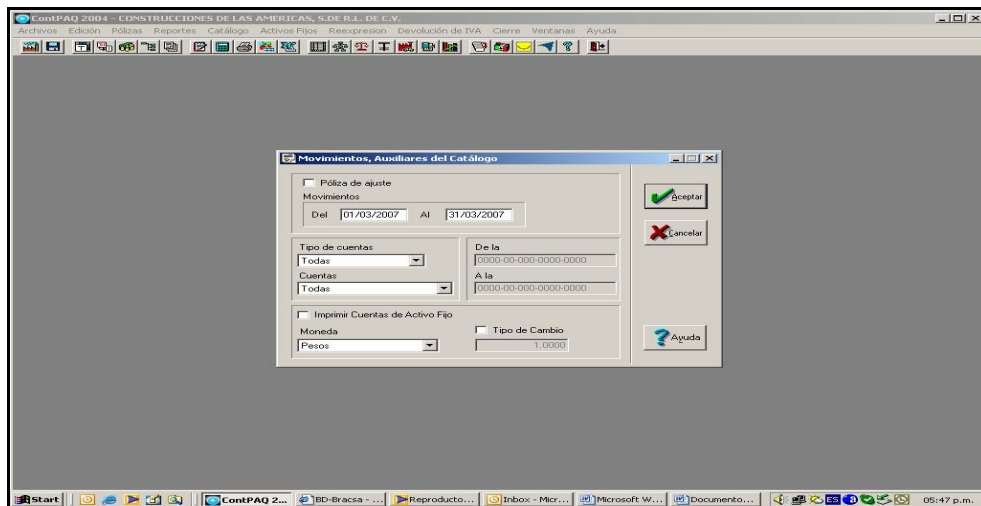 ContPAQ 2004 - CONSTRUCCIONES DE LAS AMERICAS, S.DE R.L. DE C.V.
Archivos Edición Pólizas Reportes Catálogo Activos Fijos Reexpresion Devolución de IVA Cierre Ventanas Ayuda
Movimientos, Auxiliares del Catálogo
Póliza de ajuste
Movimientos
Del 01/03/2007 Al 31/03/2007
Aceptar
Cancelar
Tipo de cuentas
Todas
Cuentas
Todas
De la
0000-00-000-0000-0000
A la
0000-00-000-0000-0000
Imprimir Cuentas de Activo Fijo
Moneda
Pesos
Tipo de Cambio
1.0000
Ayuda
Start ContPAQ 2... BD-Bracsa - ... Reproducto... Inbox - Micr... Microsoft W... Documento... ES 05:47 p.m.